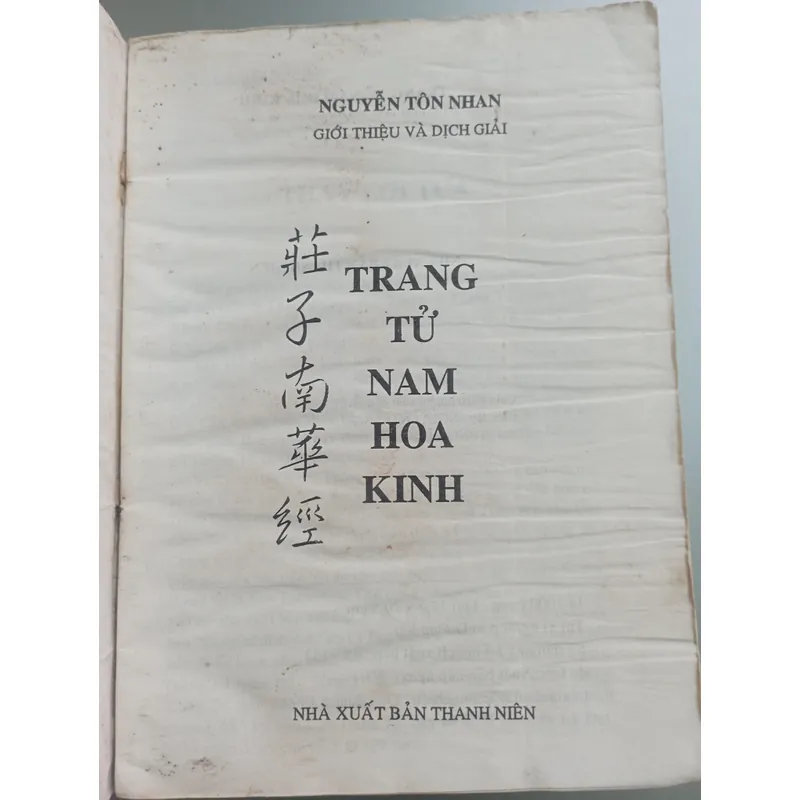 NGUYỄN TÔN NHAN
GIỚI THIỆU VÀ DỊCH GIẢI
莊子南華經
TRANG
TỬ
NAM
HOA
KINH
NHÀ XUẤT BẢN THANH NIÊN